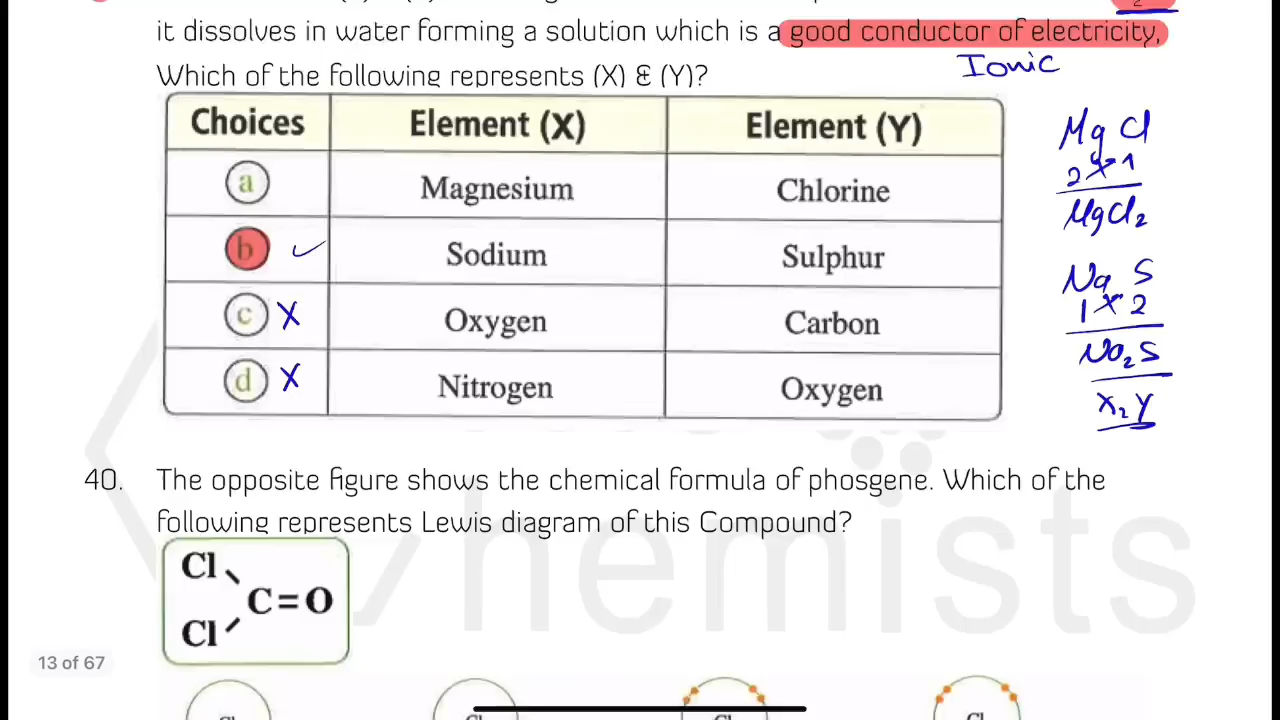 2
it dissolves in water forming a solution which is a good conductor of electricity,
Ionic
Which of the following represents (X) & (Y)?
Choices Element (X) Element (Y)
a Magnesium Chlorine
b ✓ Sodium Sulphur
c X Oxygen Carbon
d X Nitrogen Oxygen
Mg Cl
2 X 1
MgCl2
Na S
1 X 2
Na2S
X2Y
40. The opposite figure shows the chemical formula of phosgene. Which of the
following represents Lewis diagram of this Compound?
Cl
C=O
Cl
hemists
13 of 67